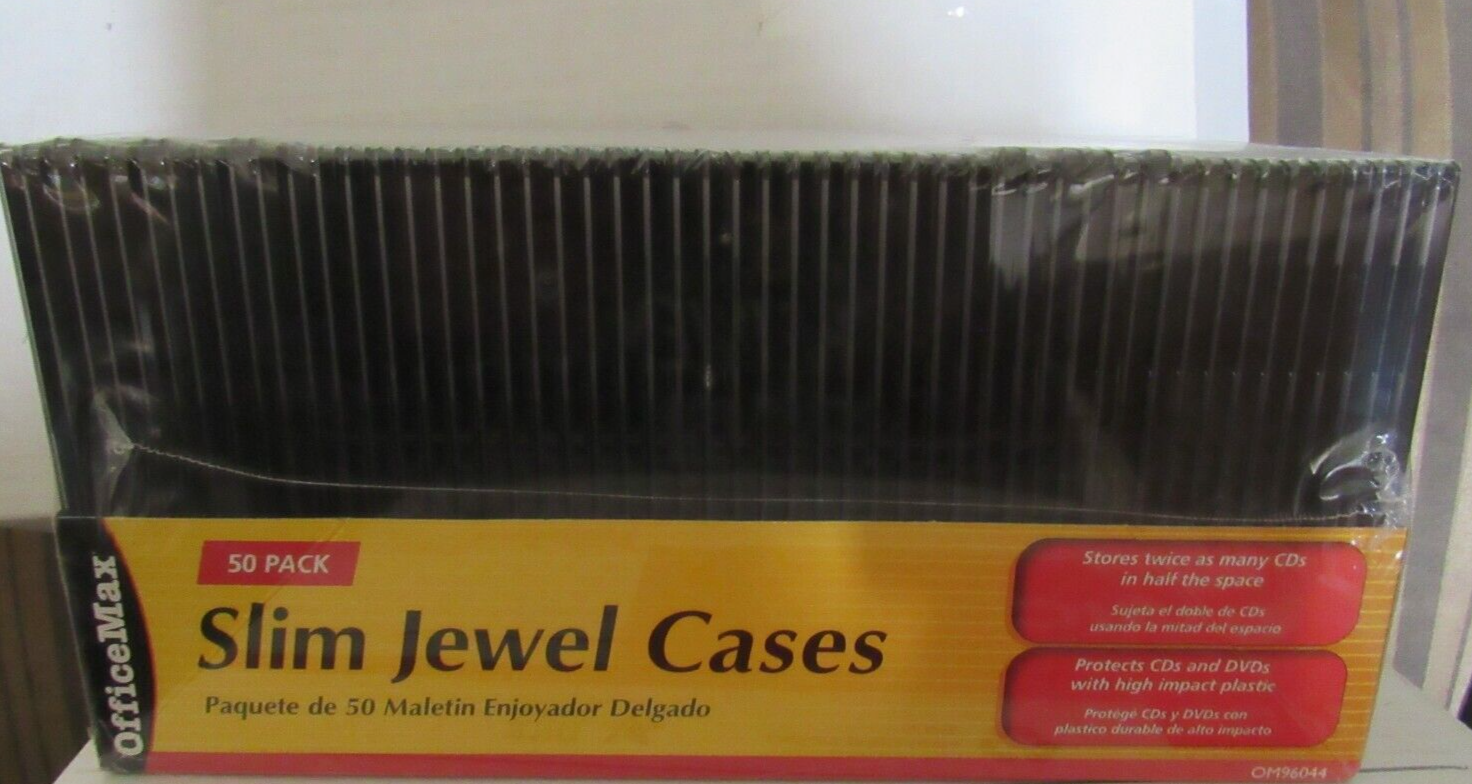 OfficeMax
50 PACK
Slim Jewel Cases
Paquete de 50 Maletin Enjoyador Delgado
Stores twice as many CDs
in half the space
Sujeta el doble de CDs
usando la mitad del espacio
Protects CDs and DVDs
with high impact plastic
Protégé CDs y DVDs con
plastico durable de alto impacto
OM96044